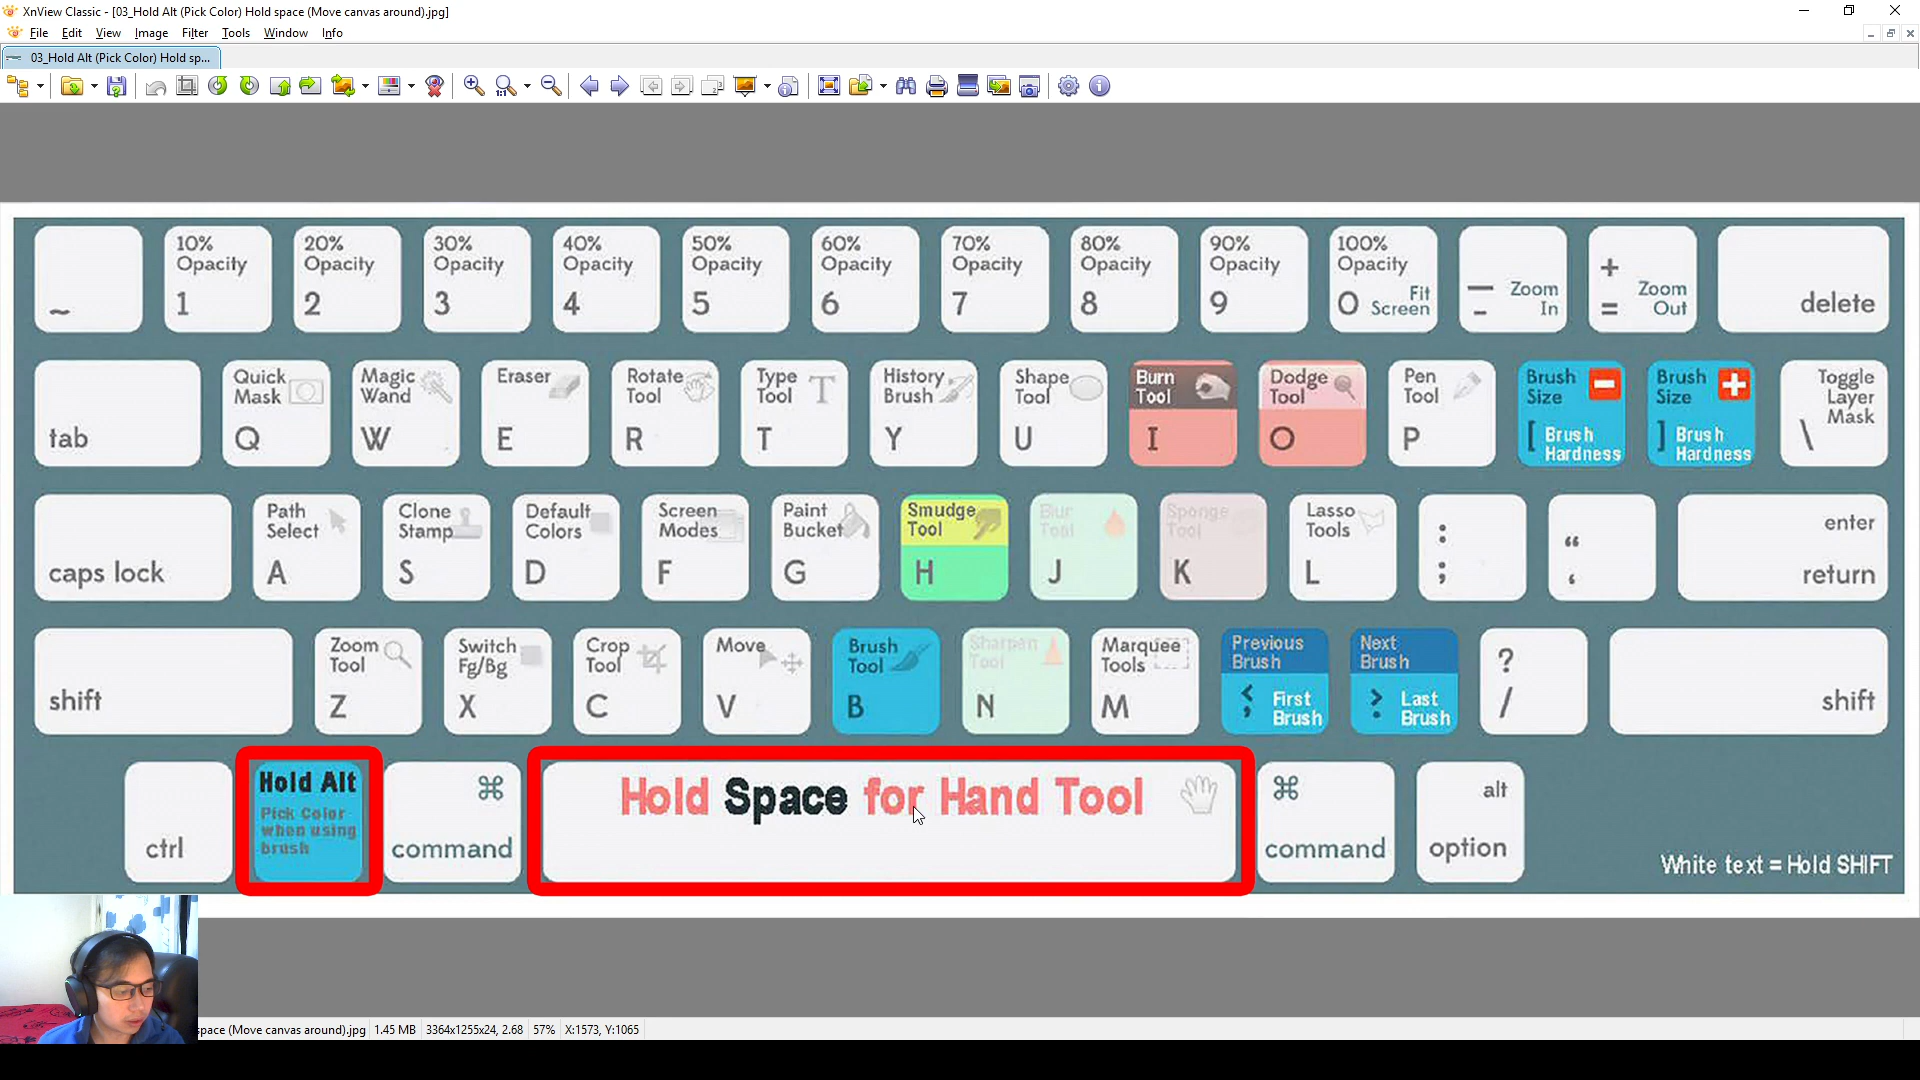 XnView Classic - [03_Hold Alt (Pick Color) Hold space (Move canvas around).jpg]
File Edit View Image Filter Tools Window Info
03_Hold Alt (Pick Color) Hold sp...
~
10% Opacity 1
20% Opacity 2
30% Opacity 3
40% Opacity 4
50% Opacity 5
60% Opacity 6
70% Opacity 7
80% Opacity 8
90% Opacity 9
100% Opacity 0 Fit Screen
— - Zoom In
+ = Zoom Out
delete
tab
Quick Mask Q
Magic Wand W
Eraser E
Rotate Tool R
Type Tool T
History Brush Y
Shape Tool U
Burn Tool I
Dodge Tool O
Pen Tool P
Brush Size [ Brush Hardness
Brush Size ] Brush Hardness
Toggle Layer Mask \
caps lock
Path Select A
Clone Stamp S
Default Colors D
Screen Modes F
Paint Bucket G
Smudge Tool H
Blur Tool J
Sponge Tool K
Lasso Tools L
: ;
“ ‘
enter return
shift
Zoom Tool Z
Switch Fg/Bg X
Crop Tool C
Move V
Brush Tool B
Sharpen Tool N
Marquee Tools M
Previous Brush < , First Brush
Next Brush > . Last Brush
? /
shift
ctrl
Hold Alt
Pick Color
when using
brush
⌘ command
Hold Space for Hand Tool
⌘ command
alt option
White text = Hold SHIFT
space (Move canvas around).jpg 1.45 MB 3364x1255x24, 2.68 57% X:1573, Y:1065